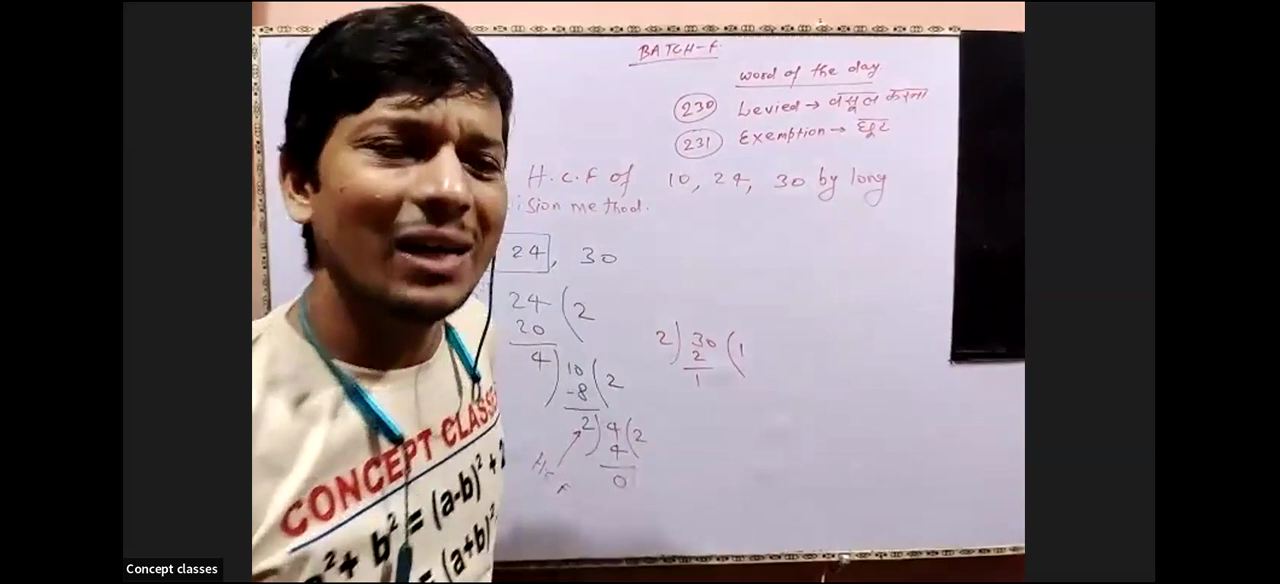 BATCH-F
word of the day
230 Levied → वसूल करना
231 Exemption → छूट
H.C.F of 10, 24, 30 by long
ision method.
24, 30
24 ( 2
20
4 ) 10 ( 2
-8
2 ) 4 ( 2
4
0
HCF
2 ) 30 ( 1
2
1
CONCEPT CLASSE
² + b² = (a-b)² + 2
= (a+b)²
Concept classes